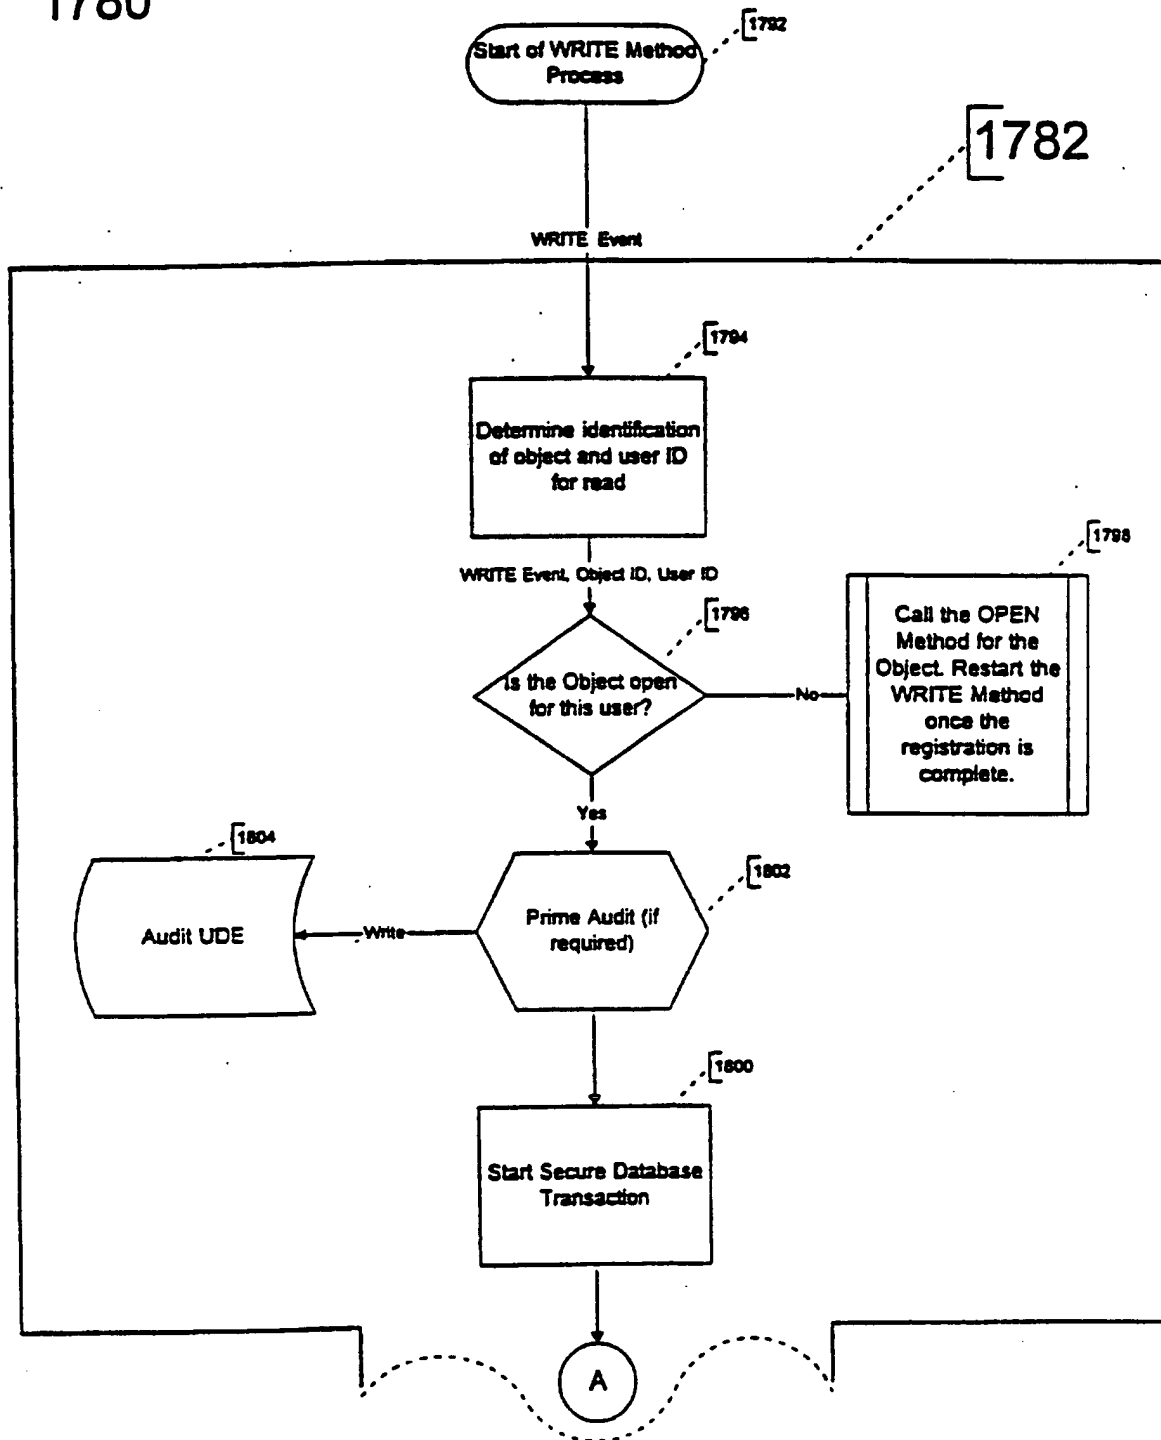 1780
1792
Start of WRITE Method
Process
1782
WRITE Event
1794
Determine identification
of object and user ID
for read
WRITE Event, Object ID, User ID
1796
1798
Call the OPEN
Method for the
Object. Restart the
WRITE Method
once the
registration is
complete.
Is the Object open
for this user?
No
Yes
1804
1802
Audit UDE
Write
Prime Audit (if
required)
1800
Start Secure Database
Transaction
A